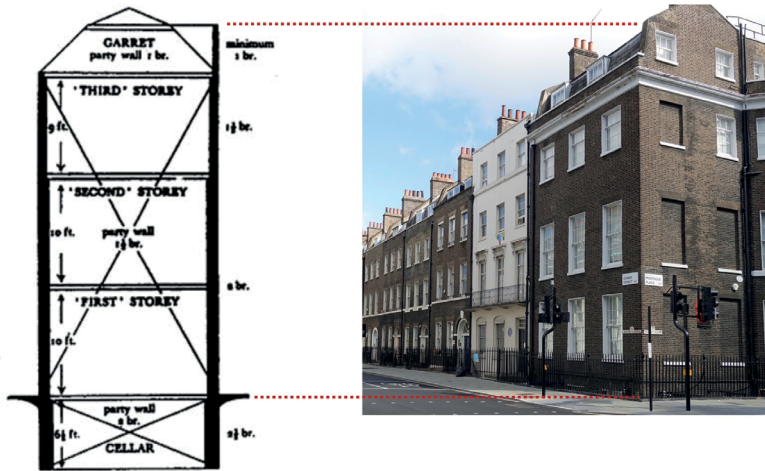 GARRET
party wall 1 br.
minimum
1 br.
'THIRD' STOREY
9 ft.
1½ br.
'SECOND' STOREY
10 ft.
party wall
1½ br.
2 br.
'FIRST' STOREY
10 ft.
party wall
2 br.
6½ ft.
2½ br.
CELLAR